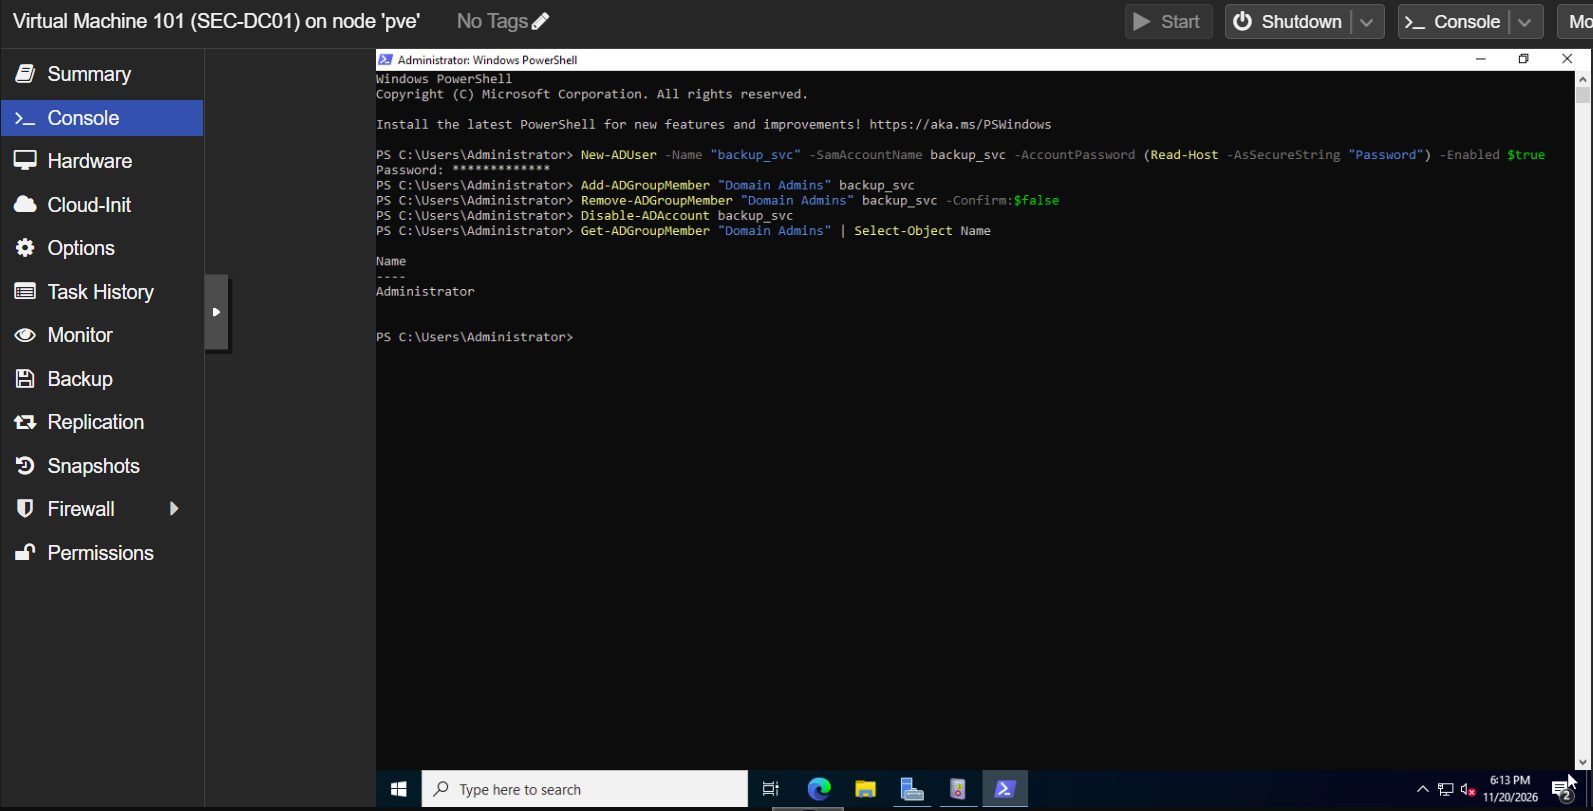 Virtual Machine 101 (SEC-DC01) on node 'pve' No Tags Start Shutdown Console Mo
Summary
Console
Hardware
Cloud-Init
Options
Task History
Monitor
Backup
Replication
Snapshots
Firewall
Permissions
Administrator: Windows PowerShell
Windows PowerShell
Copyright (C) Microsoft Corporation. All rights reserved.
Install the latest PowerShell for new features and improvements! https://aka.ms/PSWindows
PS C:\Users\Administrator> New-ADUser -Name "backup_svc" -SamAccountName backup_svc -AccountPassword (Read-Host -AsSecureString "Password") -Enabled $true
Password: *************
PS C:\Users\Administrator> Add-ADGroupMember "Domain Admins" backup_svc
PS C:\Users\Administrator> Remove-ADGroupMember "Domain Admins" backup_svc -Confirm:$false
PS C:\Users\Administrator> Disable-ADAccount backup_svc
PS C:\Users\Administrator> Get-ADGroupMember "Domain Admins" | Select-Object Name
Name
----
Administrator
PS C:\Users\Administrator>
Type here to search
6:13 PM
11/20/2026
2